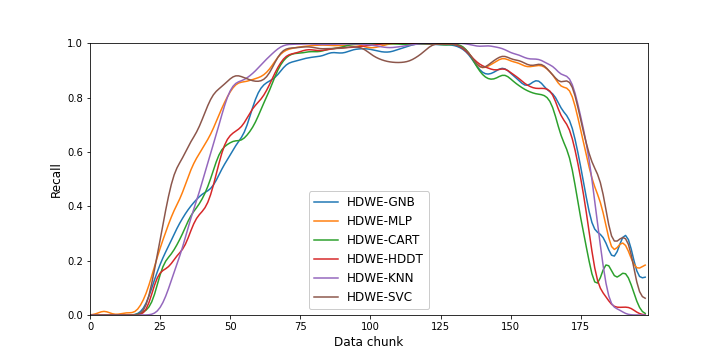 1.0
0.8
0.6
0.4
0.2
0.0
Recall
HDWE-GNB
HDWE-MLP
HDWE-CART
HDWE-HDDT
HDWE-KNN
HDWE-SVC
0 25 50 75 100 125 150 175
Data chunk